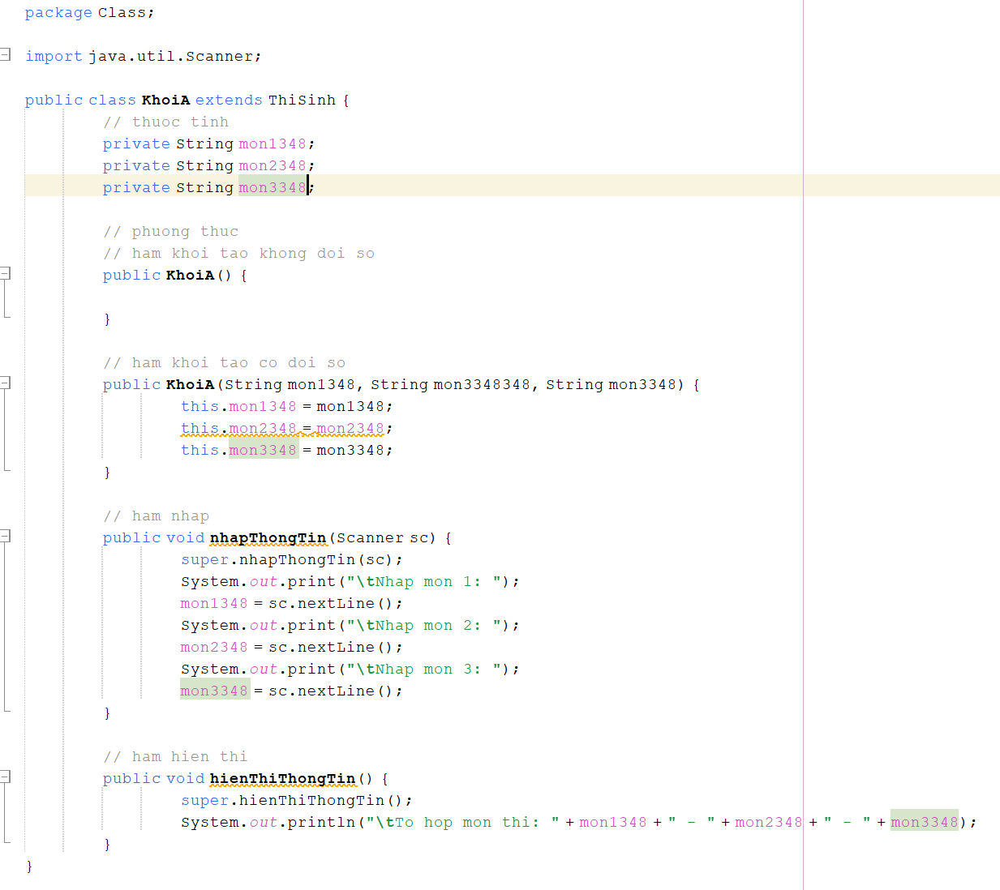 package Class;
import java.util.Scanner;
public class KhoiA extends ThiSinh {
// thuoc tinh
private String mon1348;
private String mon2348;
private String mon3348;
// phuong thuc
// ham khoi tao khong doi so
public KhoiA() {
}
// ham khoi tao co doi so
public KhoiA(String mon1348, String mon3348348, String mon3348) {
this.mon1348 = mon1348;
this.mon2348 = mon2348;
this.mon3348 = mon3348;
}
// ham nhap
public void nhapThongTin(Scanner sc) {
super.nhapThongTin(sc);
System.out.print("\tNhap mon 1: ");
mon1348 = sc.nextLine();
System.out.print("\tNhap mon 2: ");
mon2348 = sc.nextLine();
System.out.print("\tNhap mon 3: ");
mon3348 = sc.nextLine();
}
// ham hien thi
public void hienThiThongTin() {
super.hienThiThongTin();
System.out.println("\tTo hop mon thi: " + mon1348 + " - " + mon2348 + " - " + mon3348);
}
}